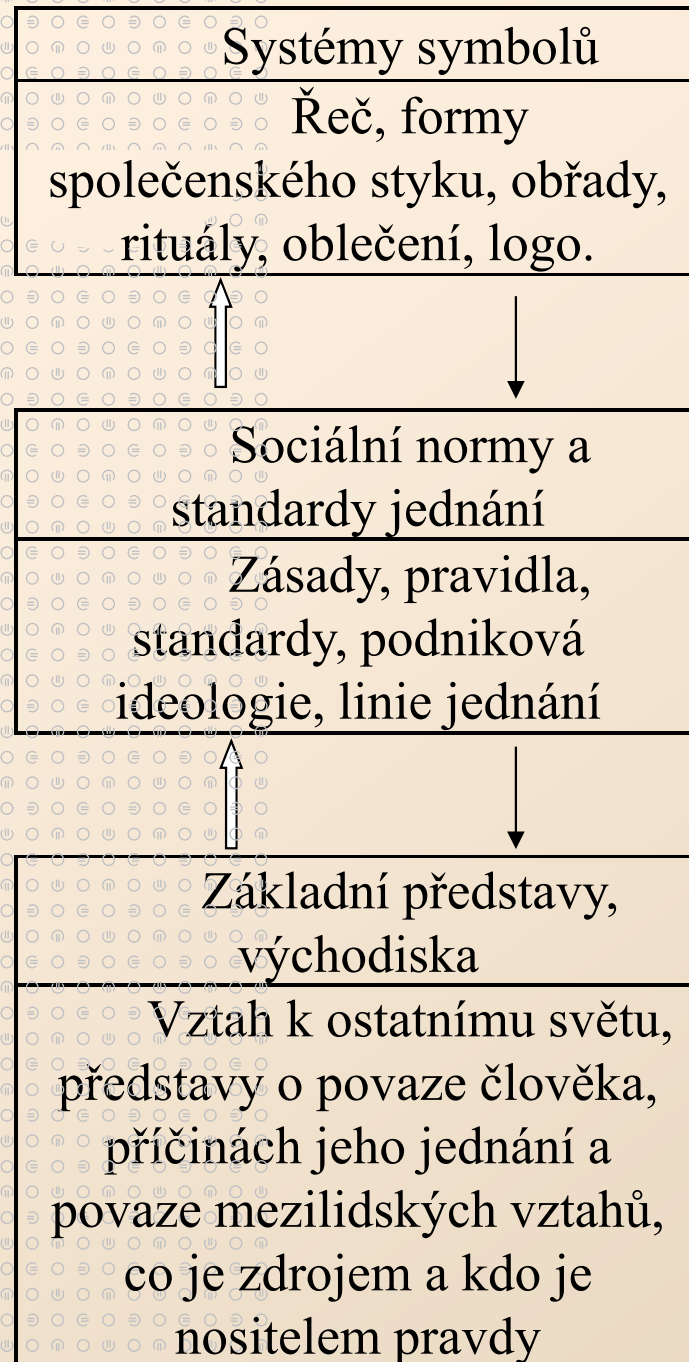 Systémy symbolů
Řeč, formy
společenského styku, obřady,
rituály, oblečení, logo.
Sociální normy a
standardy jednání
Zásady, pravidla,
standardy, podniková
ideologie, linie jednání
Základní představy,
východiska
Vztah k ostatnímu světu,
představy o povaze člověka,
příčinách jeho jednání a
povaze mezilidských vztahů,
co je zdrojem a kdo je
nositelem pravdy